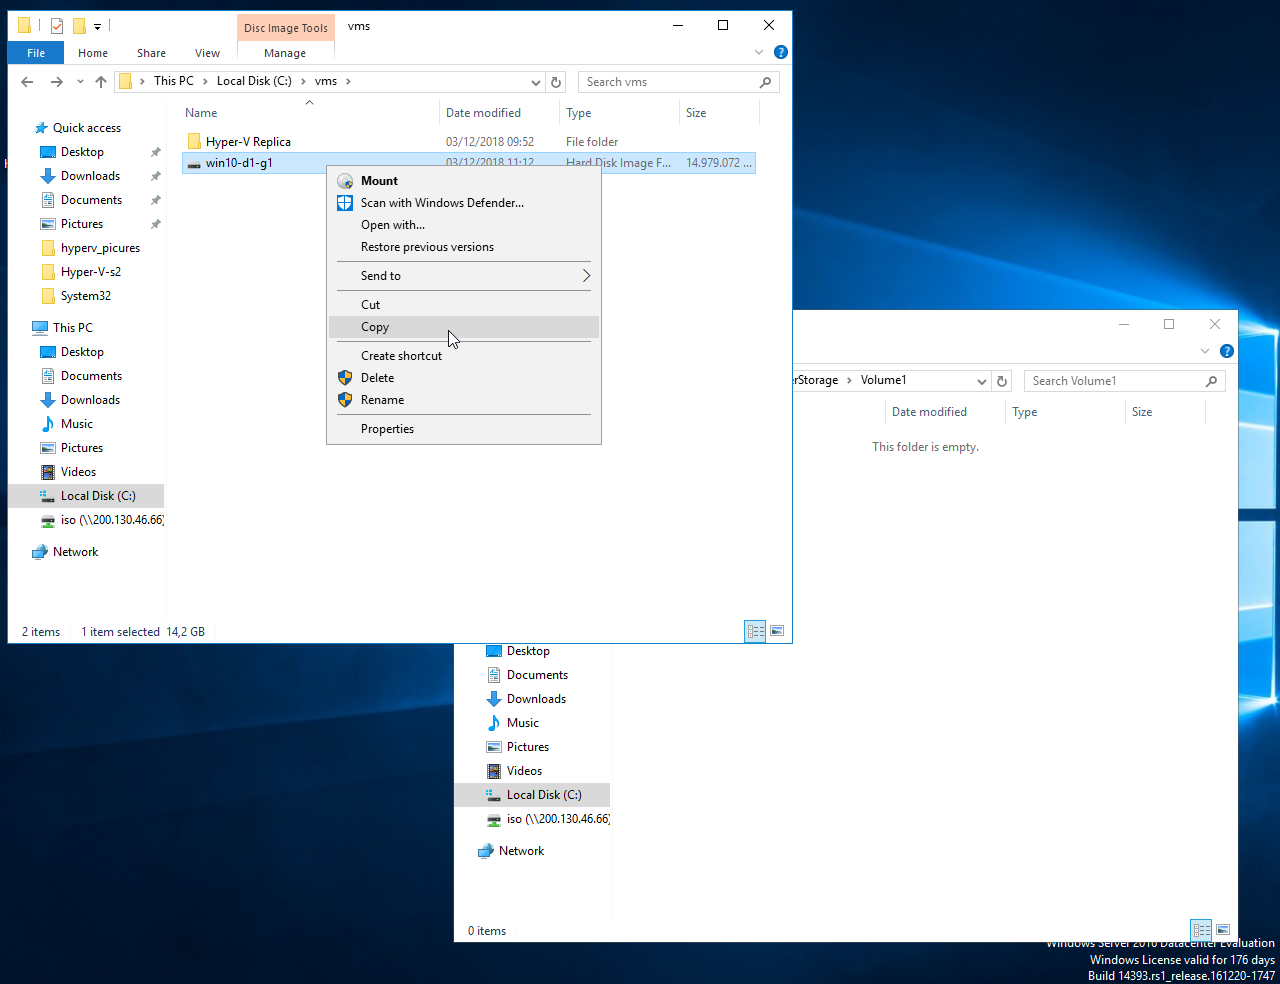 Disc Image Tools
vms
File
Home
Share
View
Manage
This PC
Local Disk (C:)
vms
Search vms
Name
Date modified
Type
Size
Quick access
Desktop
Downloads
Documents
Pictures
hyperv_picures
Hyper-V-s2
System32
This PC
Desktop
Documents
Downloads
Music
Pictures
Videos
Local Disk (C:)
iso (\\200.130.46.66)
Network
Hyper-V Replica
03/12/2018 09:52
File folder
win10-d1-g1
03/12/2018 11:12
Hard Disk Image F...
14.979.072 ...
Mount
Scan with Windows Defender...
Open with...
Restore previous versions
Send to
Cut
Copy
Create shortcut
Delete
Rename
Properties
2 items
1 item selected 14,2 GB
rStorage
Volume1
Search Volume1
Date modified
Type
Size
This folder is empty.
Desktop
Documents
Downloads
Music
Pictures
Videos
Local Disk (C:)
iso (\\200.130.46.66)
Network
0 items
Windows Server 2016 Datacenter Evaluation
Windows License valid for 176 days
Build 14393.rs1_release.161220-1747